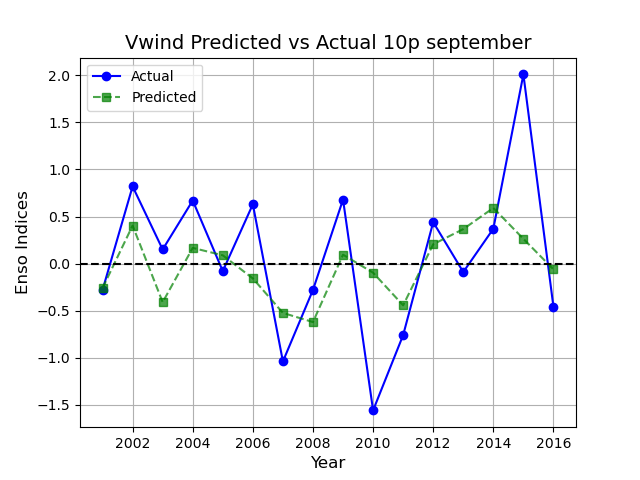 Vwind Predicted vs Actual 10p september
Actual
Predicted
2.0
1.5
1.0
0.5
0.0
−0.5
−1.0
−1.5
Enso Indices
2002 2004 2006 2008 2010 2012 2014 2016
Year